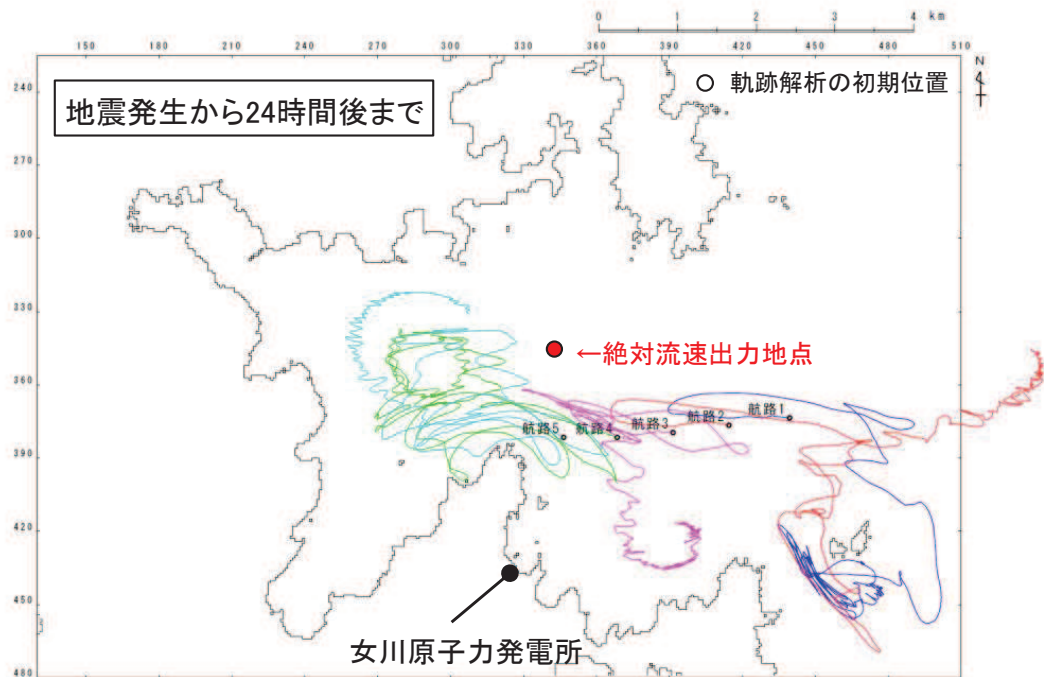 0 1 2 3 4 km
150 180 210 240 270 300 330 360 390 420 450 480 510
N
地震発生から24時間後まで
○ 軌跡解析の初期位置
240
270
300
330
←絶対流速出力地点
360
航路5 航路4 航路3 航路2 航路1
390
420
450
女川原子力発電所
480